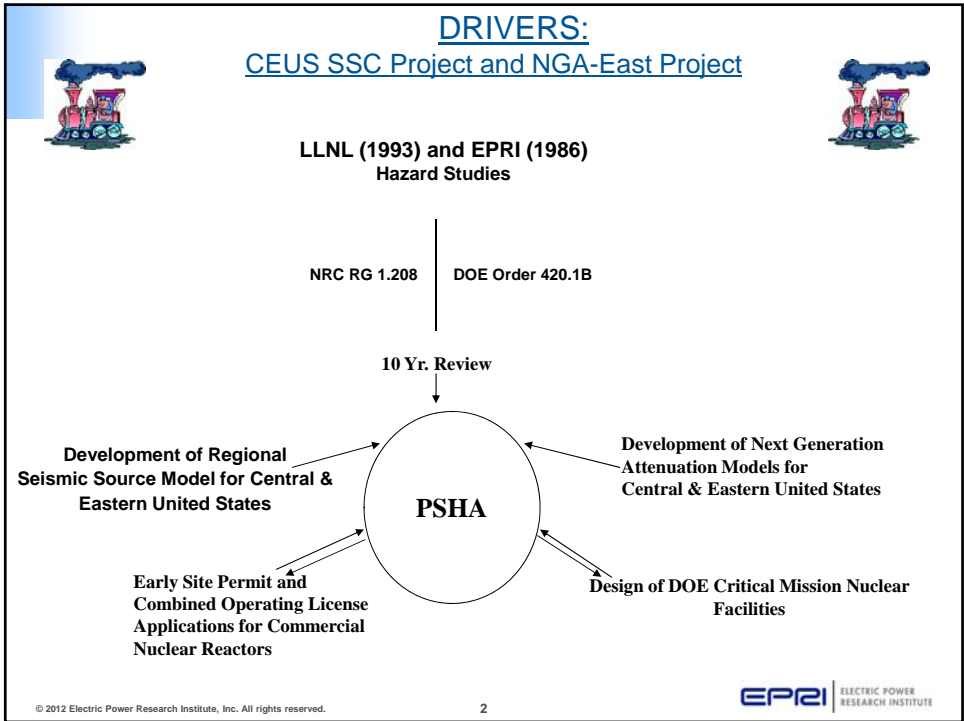 DRIVERS:
CEUS SSC Project and NGA-East Project
LLNL (1993) and EPRI (1986)
Hazard Studies
NRC RG 1.208
DOE Order 420.1B
10 Yr. Review
Development of Regional
Seismic Source Model for Central &
Eastern United States
Development of Next Generation
Attenuation Models for
Central & Eastern United States
PSHA
Early Site Permit and
Combined Operating License
Applications for Commercial
Nuclear Reactors
Design of DOE Critical Mission Nuclear
Facilities
© 2012 Electric Power Research Institute, Inc. All rights reserved.
2
EPRI
ELECTRIC POWER
RESEARCH INSTITUTE